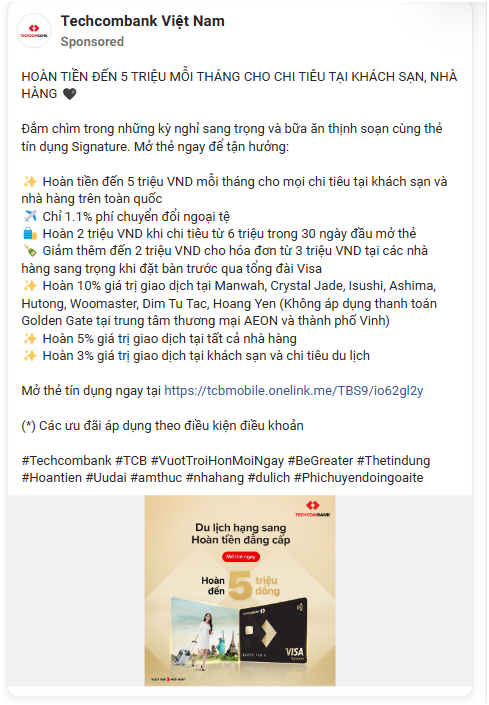 Techcombank Việt Nam
Sponsored
HOÀN TIỀN ĐẾN 5 TRIỆU MỖI THÁNG CHO CHI TIÊU TẠI KHÁCH SẠN, NHÀ
HÀNG 🖤
Đắm chìm trong những kỳ nghỉ sang trọng và bữa ăn thịnh soạn cùng thẻ
tín dụng Signature. Mở thẻ ngay để tận hưởng:
✨ Hoàn tiền đến 5 triệu VND mỗi tháng cho mọi chi tiêu tại khách sạn và
nhà hàng trên toàn quốc
✈️ Chỉ 1.1% phí chuyển đổi ngoại tệ
🛍️ Hoàn 2 triệu VND khi chi tiêu từ 6 triệu trong 30 ngày đầu mở thẻ
🍾 Giảm thêm đến 2 triệu VND cho hóa đơn từ 3 triệu VND tại các nhà
hàng sang trọng khi đặt bàn trước qua tổng đài Visa
✨ Hoàn 10% giá trị giao dịch tại Manwah, Crystal Jade, Isushi, Ashima,
Hutong, Woomaster, Dim Tu Tac, Hoang Yen (Không áp dụng thanh toán
Golden Gate tại trung tâm thương mại AEON và thành phố Vinh)
✨ Hoàn 5% giá trị giao dịch tại tất cả nhà hàng
✨ Hoàn 3% giá trị giao dịch tại khách sạn và chi tiêu du lịch
Mở thẻ tín dụng ngay tại https://tcbmobile.onelink.me/TBS9/io62gl2y
(*) Các ưu đãi áp dụng theo điều kiện điều khoản
#Techcombank #TCB #VuotTroiHonMoiNgay #BeGreater #Thetindung
#Hoantien #Uudai #amthuc #nhahang #dulich #Phichuyendoingoaite
TECHCOMBANK
Du lịch hạng sang
Hoàn tiền đẳng cấp
Mở thẻ ngay
Hoàn
đến
5
triệu
đồng
VISA